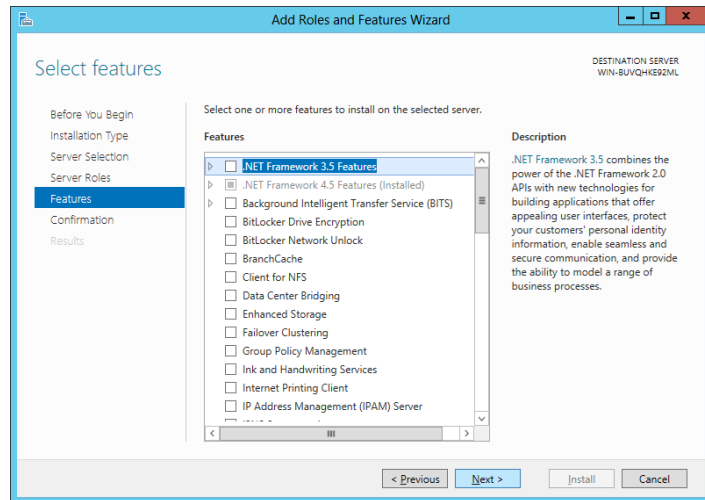 Add Roles and Features Wizard
Select features
DESTINATION SERVER
WIN-BUVQHKE92ML
Before You Begin
Installation Type
Server Selection
Server Roles
Features
Confirmation
Results
Select one or more features to install on the selected server.
Features
.NET Framework 3.5 Features
.NET Framework 4.5 Features (Installed)
Background Intelligent Transfer Service (BITS)
BitLocker Drive Encryption
BitLocker Network Unlock
BranchCache
Client for NFS
Data Center Bridging
Enhanced Storage
Failover Clustering
Group Policy Management
Ink and Handwriting Services
Internet Printing Client
IP Address Management (IPAM) Server
Description
.NET Framework 3.5 combines the
power of the .NET Framework 2.0
APIs with new technologies for
building applications that offer
appealing user interfaces, protect
your customers' personal identity
information, enable seamless and
secure communication, and provide
the ability to model a range of
business processes.
< Previous
Next >
Install
Cancel